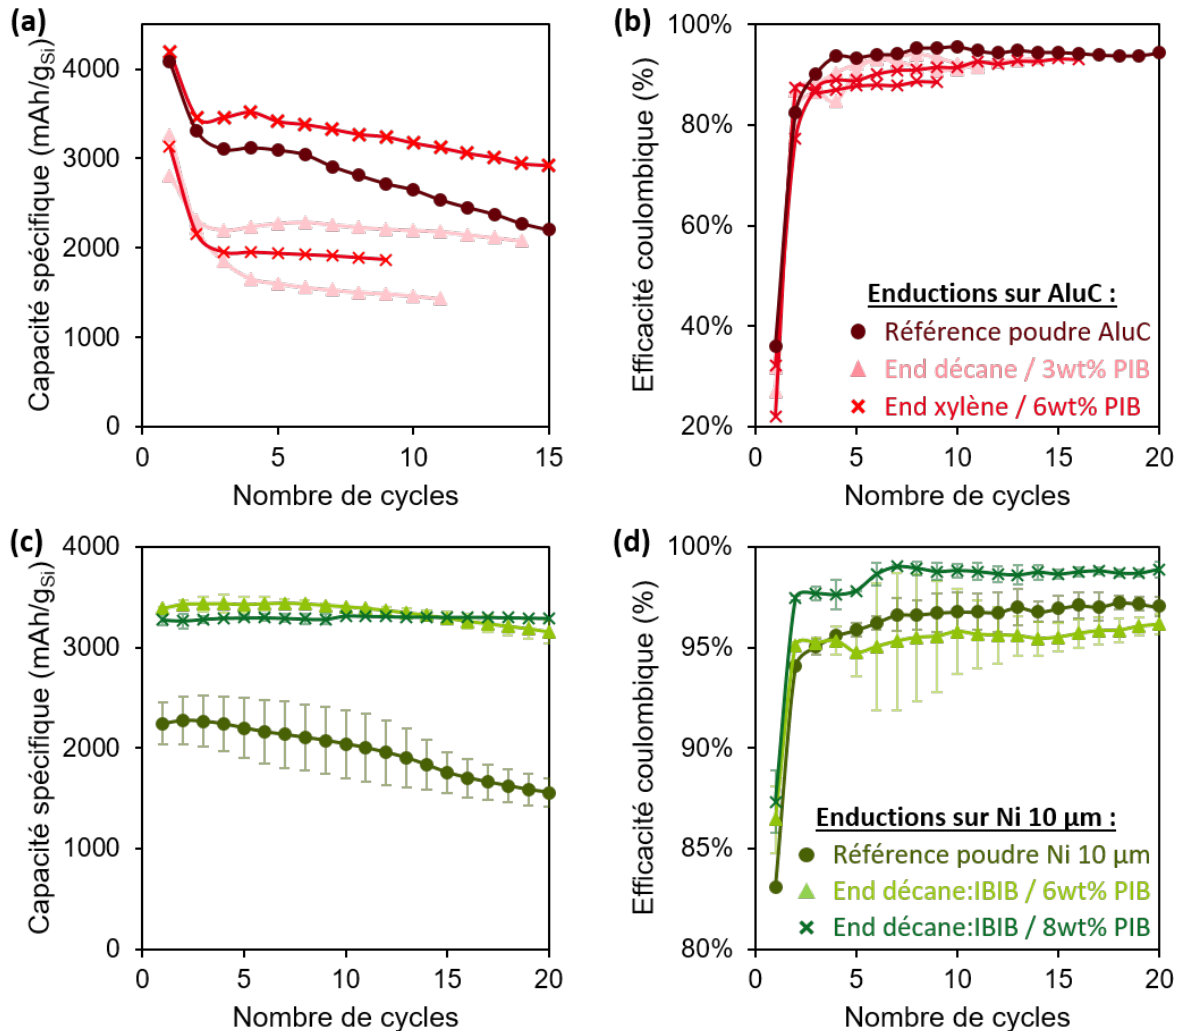 (a)
Capacité spécifique (mAh/gSi)
4000
3000
2000
1000
0
0 5 10 15
Nombre de cycles
(b)
Efficacité coulombique (%)
100%
80%
60%
40%
20%
0 5 10 15 20
Nombre de cycles
Enductions sur AluC :
Référence poudre AluC
End décane / 3wt% PIB
End xylène / 6wt% PIB
(c)
Capacité spécifique (mAh/gSi)
4000
3000
2000
1000
0
0 5 10 15 20
Nombre de cycles
(d)
Efficacité coulombique (%)
100%
95%
90%
85%
80%
0 5 10 15 20
Nombre de cycles
Enductions sur Ni 10 µm :
Référence poudre Ni 10 µm
End décane:IBIB / 6wt% PIB
End décane:IBIB / 8wt% PIB